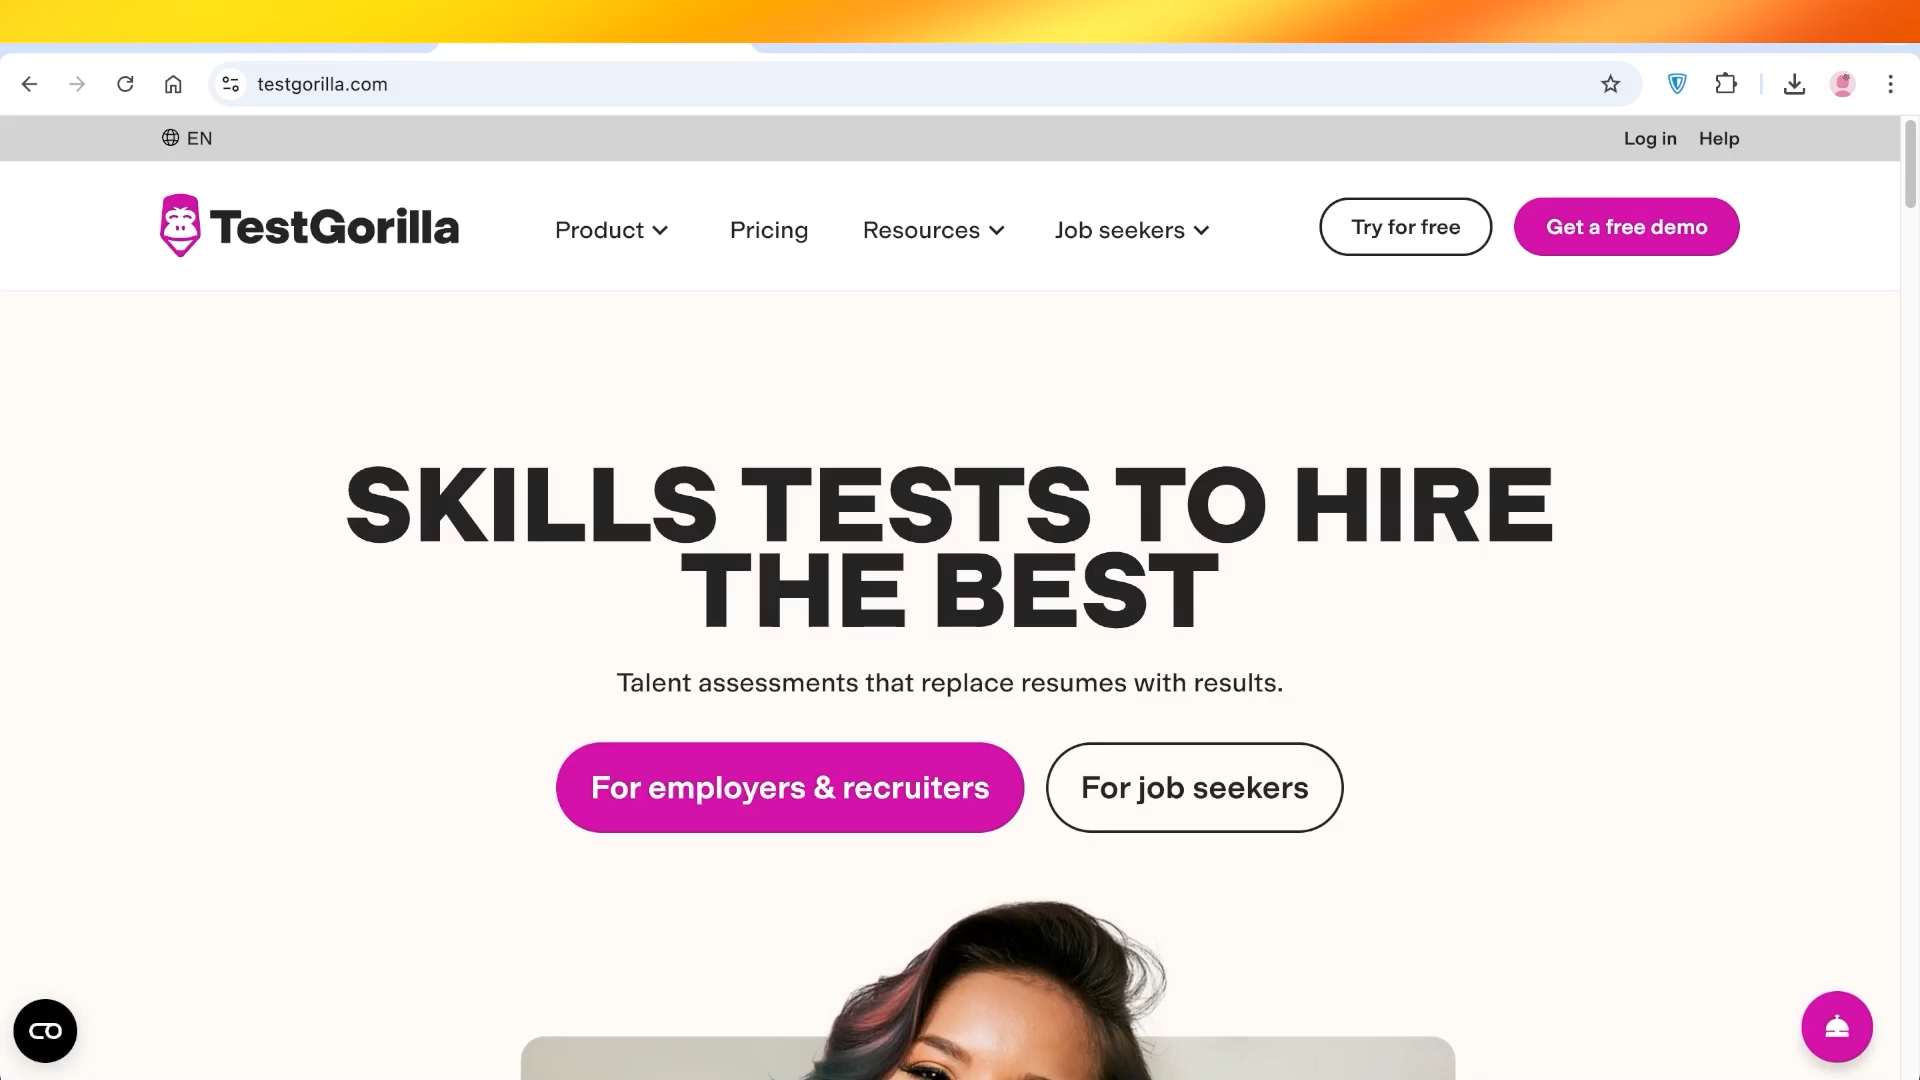 testgorilla.com
EN
Log in
Help
TestGorilla
Product
Pricing
Resources
Job seekers
Try for free
Get a free demo
SKILLS TESTS TO HIRE
THE BEST
Talent assessments that replace resumes with results.
For employers & recruiters
For job seekers